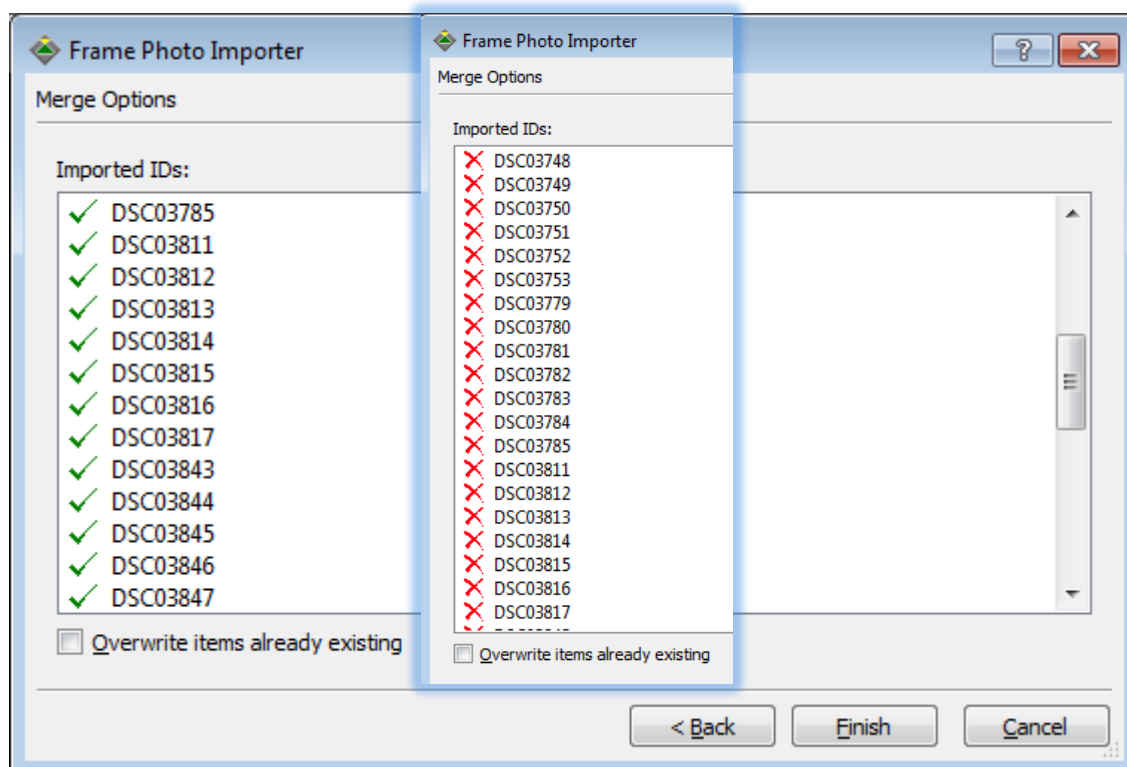 Frame Photo Importer
Merge Options
Imported IDs:
DSC03785
DSC03811
DSC03812
DSC03813
DSC03814
DSC03815
DSC03816
DSC03817
DSC03843
DSC03844
DSC03845
DSC03846
DSC03847
Overwrite items already existing
Frame Photo Importer
Merge Options
Imported IDs:
DSC03748
DSC03749
DSC03750
DSC03751
DSC03752
DSC03753
DSC03779
DSC03780
DSC03781
DSC03782
DSC03783
DSC03784
DSC03785
DSC03811
DSC03812
DSC03813
DSC03814
DSC03815
DSC03816
DSC03817
Overwrite items already existing
< Back Finish Cancel